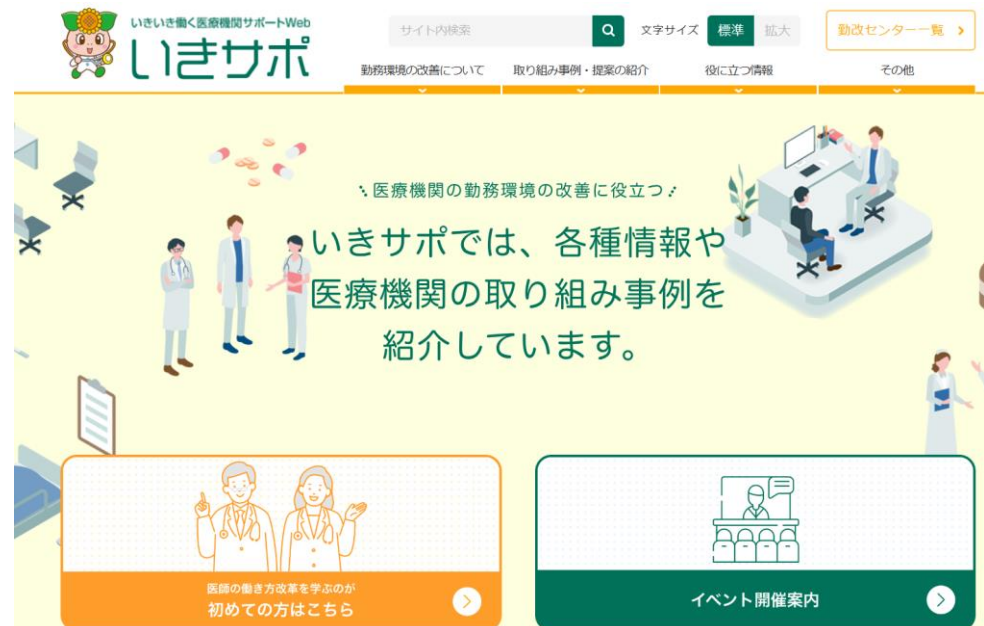 いきいき働く医療機関サポートWeb
いきサポ
サイト内検索
文字サイズ 標準 拡大
勤改センター一覧
勤務環境の改善について 取り組み事例・提案の紹介 役に立つ情報 その他
医療機関の勤務環境の改善に役立つ
いきサポでは、各種情報や
医療機関の取り組み事例を
紹介しています。
医師の働き方改革を学ぶのが
初めての方はこちら
イベント開催案内